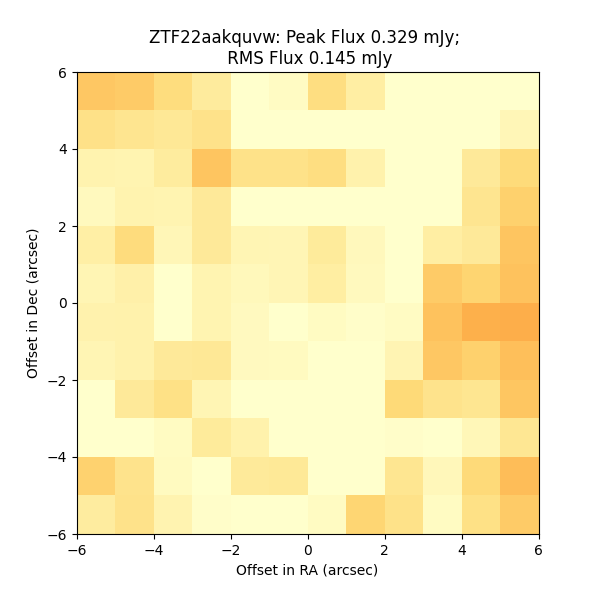 ZTF22aakquvw: Peak Flux 0.329 mJy;
RMS Flux 0.145 mJy
6
4
2
0
−2
−4
−6
Offset in Dec (arcsec)
−6 −4 −2 0 2 4 6
Offset in RA (arcsec)